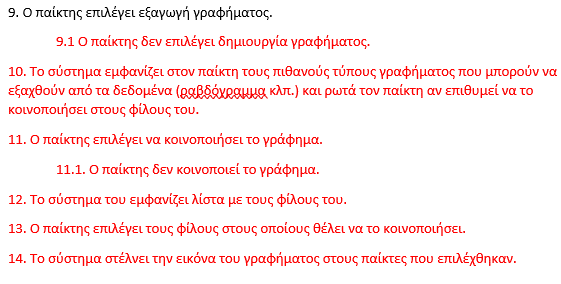 9. Ο παίκτης επιλέγει εξαγωγή γραφήματος.
9.1 Ο παίκτης δεν επιλέγει δημιουργία γραφήματος.
10. Το σύστημα εμφανίζει στον παίκτη τους πιθανούς τύπους γραφήματος που μπορούν να
εξαχθούν από τα δεδομένα (ραβδόγραμμα κλπ.) και ρωτά τον παίκτη αν επιθυμεί να το
κοινοποιήσει στους φίλους του.
11. Ο παίκτης επιλέγει να κοινοποιήσει το γράφημα.
11.1. Ο παίκτης δεν κοινοποιεί το γράφημα.
12. Το σύστημα του εμφανίζει λίστα με τους φίλους του.
13. Ο παίκτης επιλέγει τους φίλους στους οποίους θέλει να το κοινοποιήσει.
14. Το σύστημα στέλνει την εικόνα του γραφήματος στους παίκτες που επιλέχθηκαν.